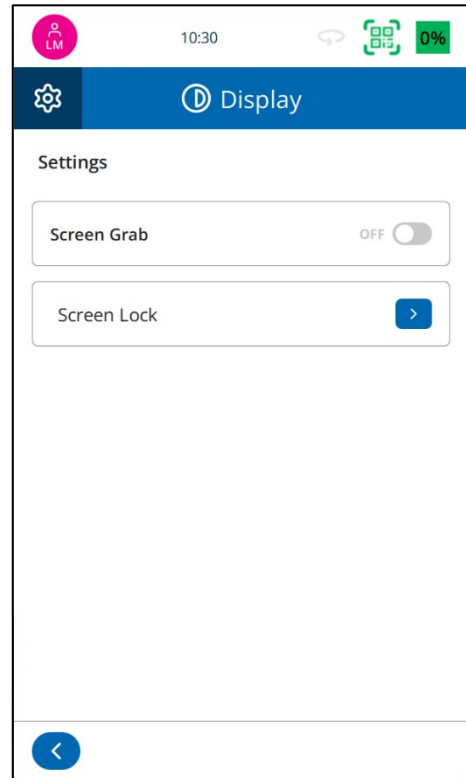 LM
10:30
0%
Display
Settings
Screen Grab
OFF
Screen Lock